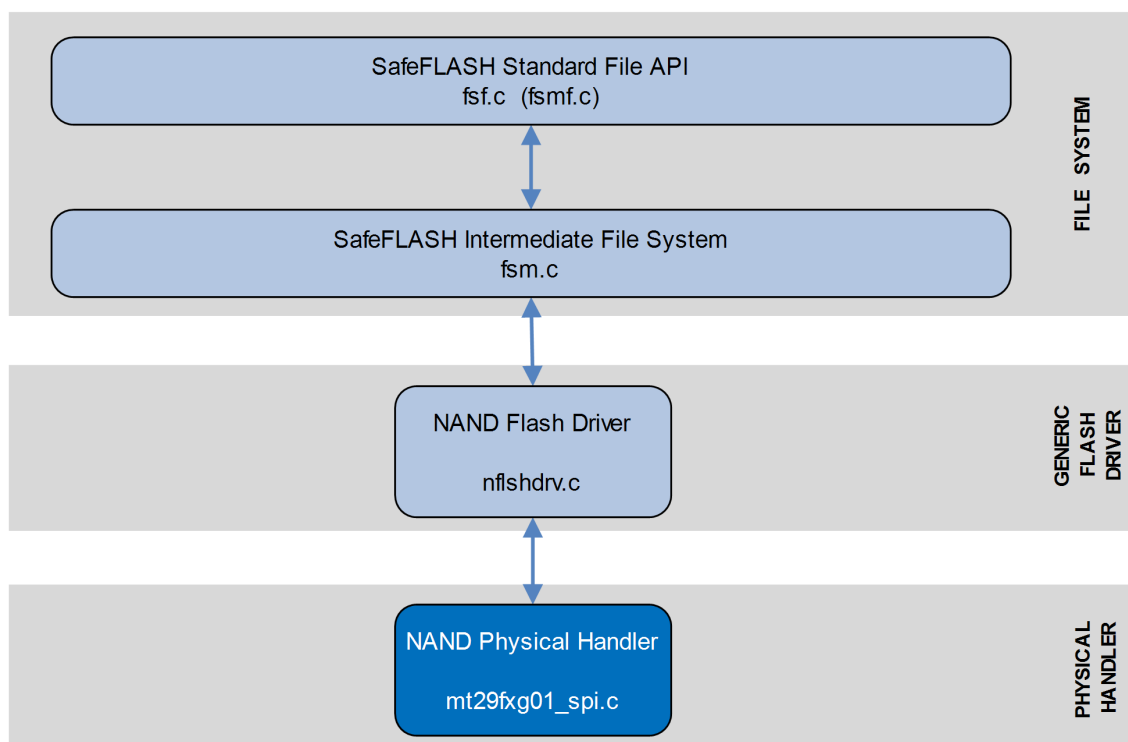 SafeFLASH Standard File API
fsf.c (fsmf.c)
FILE SYSTEM
SafeFLASH Intermediate File System
fsm.c
NAND Flash Driver
nflshdrv.c
GENERIC
FLASH
DRIVER
NAND Physical Handler
mt29fxg01_spi.c
PHYSICAL
HANDLER